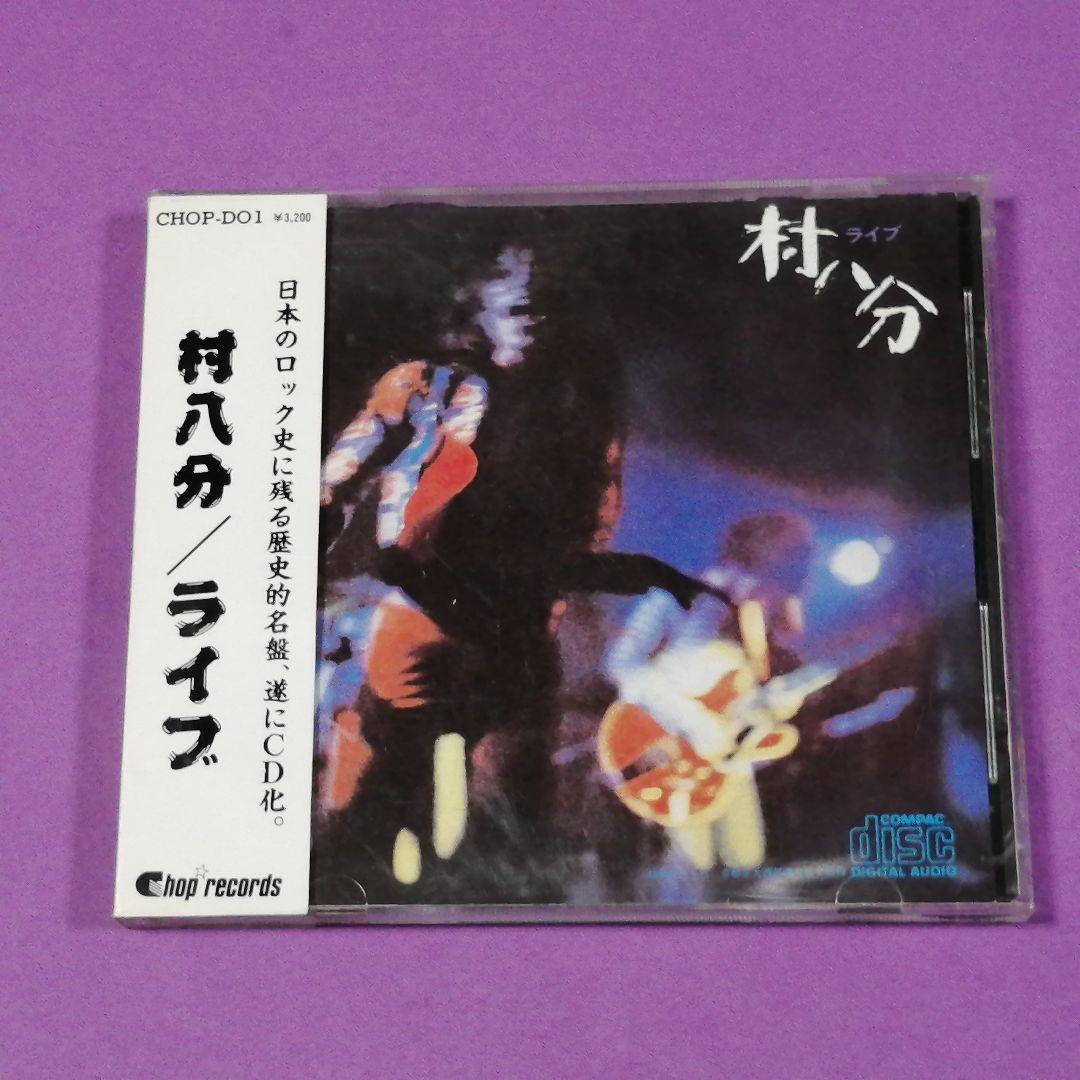 CHOP-D01 ¥3,200
日本のロック史に残る歴史的名盤、遂にCD化。
村八分/ライブ
Chop records
村八分
ライブ
COMPAC
disc
DIGITAL AUDIO